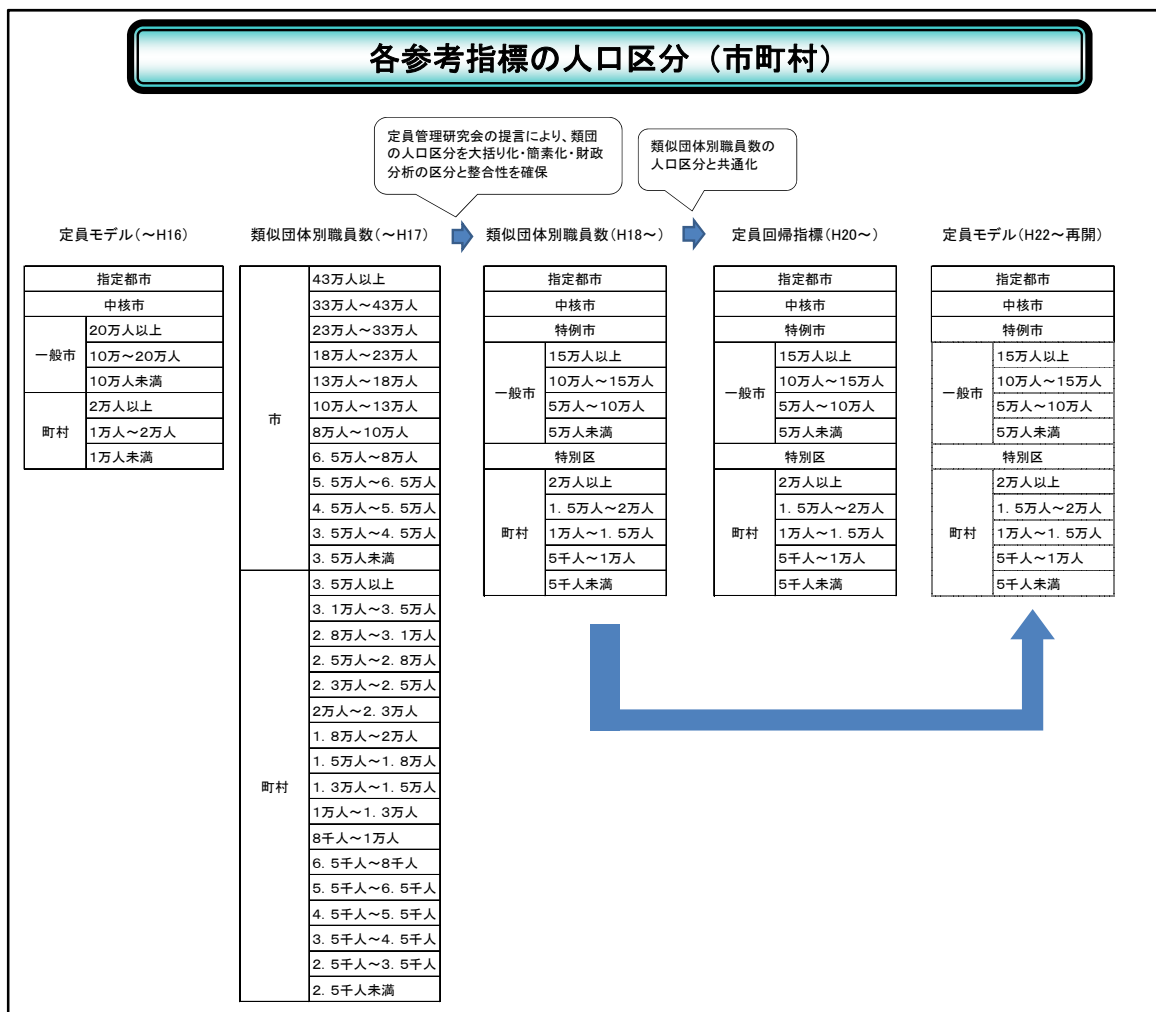 各参考指標の人口区分（市町村）
定員管理研究会の提言により、類団
の人口区分を大括り化・簡素化・財政
分析の区分と整合性を確保
類似団体別職員数の
人口区分と共通化
定員モデル（～H16）
指定都市
中核市
一般市
20万人以上
10万～20万人
10万人未満
町村
2万人以上
1万人～2万人
1万人未満
類似団体別職員数（～H17）
市
43万人以上
33万人～43万人
23万人～33万人
18万人～23万人
13万人～18万人
10万人～13万人
8万人～10万人
6．5万人～8万人
5．5万人～6．5万人
4．5万人～5．5万人
3．5万人～4．5万人
3．5万人未満
町村
3．5万人以上
3．1万人～3．5万人
2．8万人～3．1万人
2．5万人～2．8万人
2．3万人～2．5万人
2万人～2．3万人
1．8万人～2万人
1．5万人～1．8万人
1．3万人～1．5万人
1万人～1．3万人
8千人～1万人
6．5千人～8千人
5．5千人～6．5千人
4．5千人～5．5千人
3．5千人～4．5千人
2．5千人～3．5千人
2．5千人未満
類似団体別職員数（H18～）
指定都市
中核市
特例市
一般市
15万人以上
10万人～15万人
5万人～10万人
5万人未満
特別区
町村
2万人以上
1．5万人～2万人
1万人～1．5万人
5千人～1万人
5千人未満
定員回帰指標（H20～）
指定都市
中核市
特例市
一般市
15万人以上
10万人～15万人
5万人～10万人
5万人未満
特別区
町村
2万人以上
1．5万人～2万人
1万人～1．5万人
5千人～1万人
5千人未満
定員モデル（H22～再開）
指定都市
中核市
特例市
一般市
15万人以上
10万人～15万人
5万人～10万人
5万人未満
特別区
町村
2万人以上
1．5万人～2万人
1万人～1．5万人
5千人～1万人
5千人未満